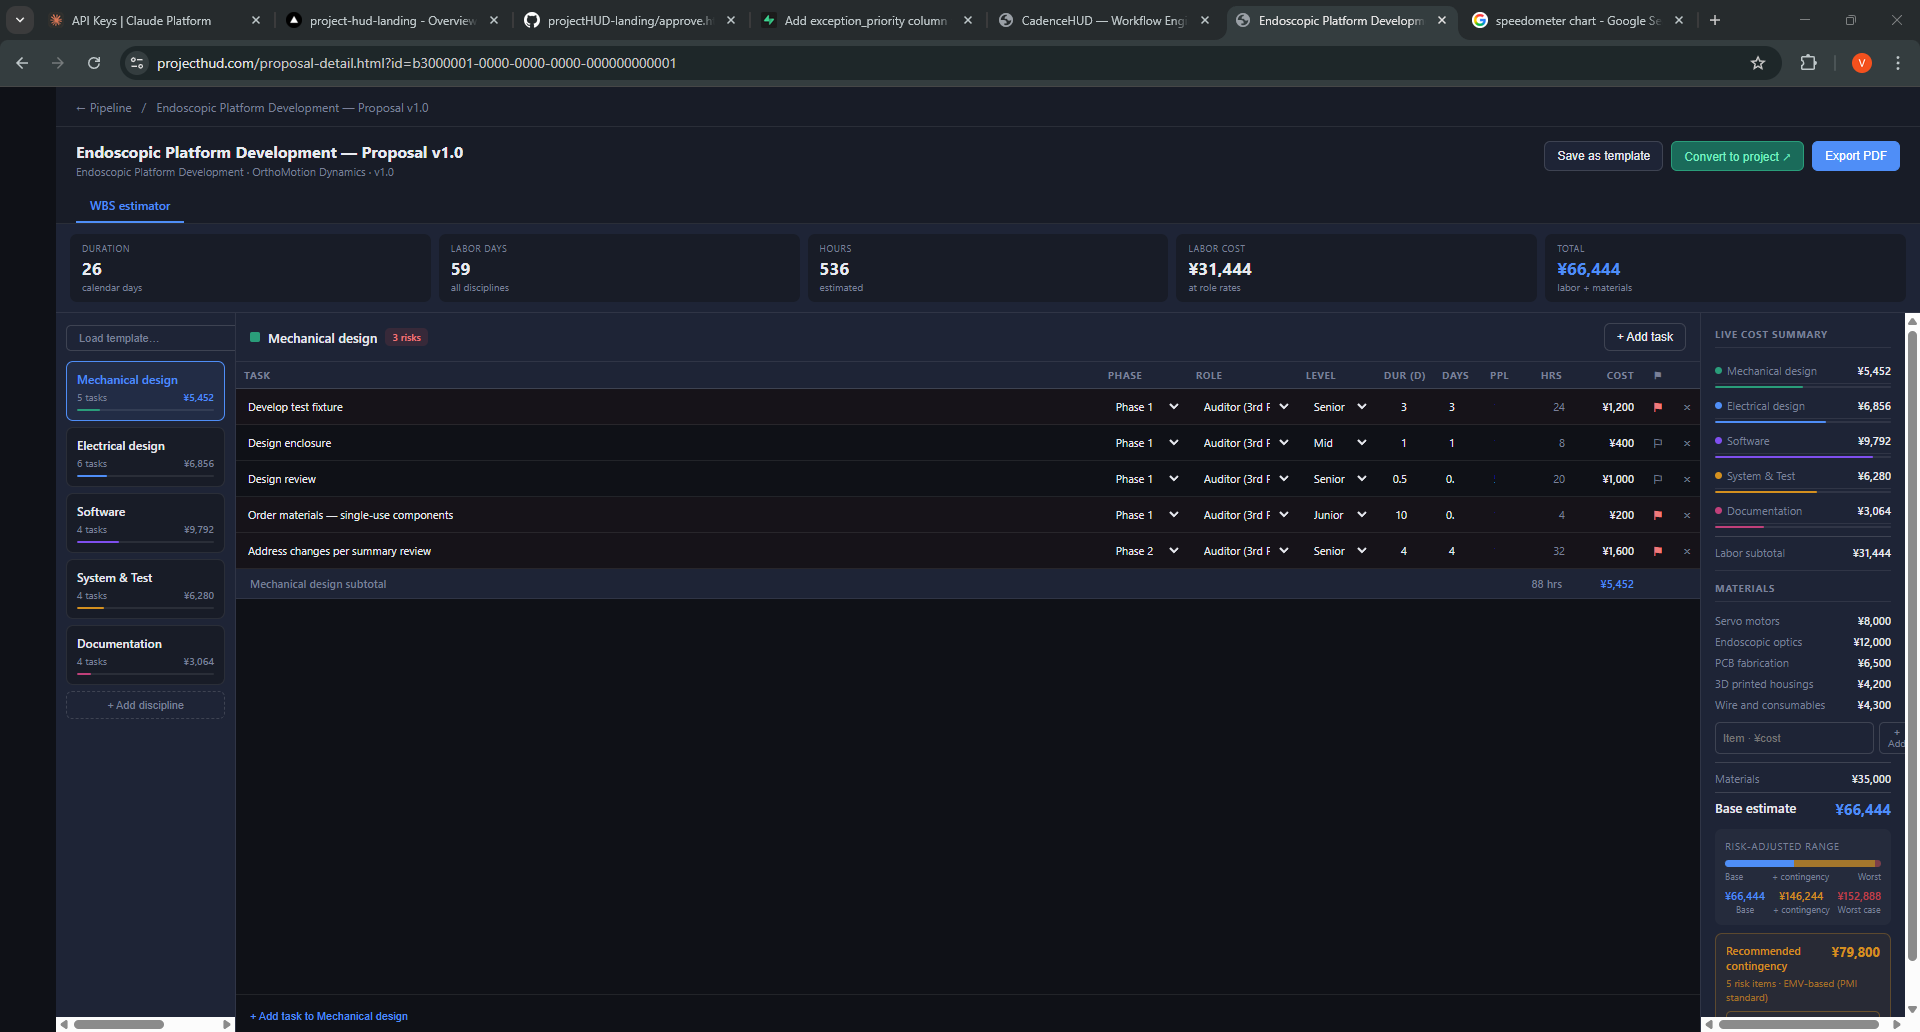 API Keys | Claude Platform
project-hud-landing - Overview
projectHUD-landing/approve.h
Add exception_priority column
CadenceHUD — Workflow Eng
Endoscopic Platform Developm
speedometer chart - Google Se
projecthud.com/proposal-detail.html?id=b3000001-0000-0000-0000-000000000001
V
← Pipeline / Endoscopic Platform Development — Proposal v1.0
Endoscopic Platform Development — Proposal v1.0
Endoscopic Platform Development · OrthoMotion Dynamics · v1.0
Save as template
Convert to project ↗
Export PDF
WBS estimator
DURATION
26
calendar days
LABOR DAYS
59
all disciplines
HOURS
536
estimated
LABOR COST
¥31,444
at role rates
TOTAL
¥66,444
labor + materials
Load template...
Mechanical design
5 tasks ¥5,452
Electrical design
6 tasks ¥6,856
Software
4 tasks ¥9,792
System & Test
4 tasks ¥6,280
Documentation
4 tasks ¥3,064
+ Add discipline
Mechanical design 3 risks
+ Add task
TASK PHASE ROLE LEVEL DUR (D) DAYS PPL HRS COST
Develop test fixture Phase 1 Auditor (3rd P Senior 3 3 24 ¥1,200 ×
Design enclosure Phase 1 Auditor (3rd P Mid 1 1 8 ¥400 ×
Design review Phase 1 Auditor (3rd P Senior 0.5 0. 20 ¥1,000 ×
Order materials — single-use components Phase 1 Auditor (3rd P Junior 10 0. 4 ¥200 ×
Address changes per summary review Phase 2 Auditor (3rd P Senior 4 4 32 ¥1,600 ×
Mechanical design subtotal 88 hrs ¥5,452
+ Add task to Mechanical design
LIVE COST SUMMARY
Mechanical design ¥5,452
Electrical design ¥6,856
Software ¥9,792
System & Test ¥6,280
Documentation ¥3,064
Labor subtotal ¥31,444
MATERIALS
Servo motors ¥8,000
Endoscopic optics ¥12,000
PCB fabrication ¥6,500
3D printed housings ¥4,200
Wire and consumables ¥4,300
Item · ¥cost
+ Add
Materials ¥35,000
Base estimate ¥66,444
RISK-ADJUSTED RANGE
Base + contingency Worst
¥66,444 ¥146,244 ¥152,888
Base + contingency Worst case
Recommended contingency ¥79,800
5 risk items · EMV-based (PMI
standard)